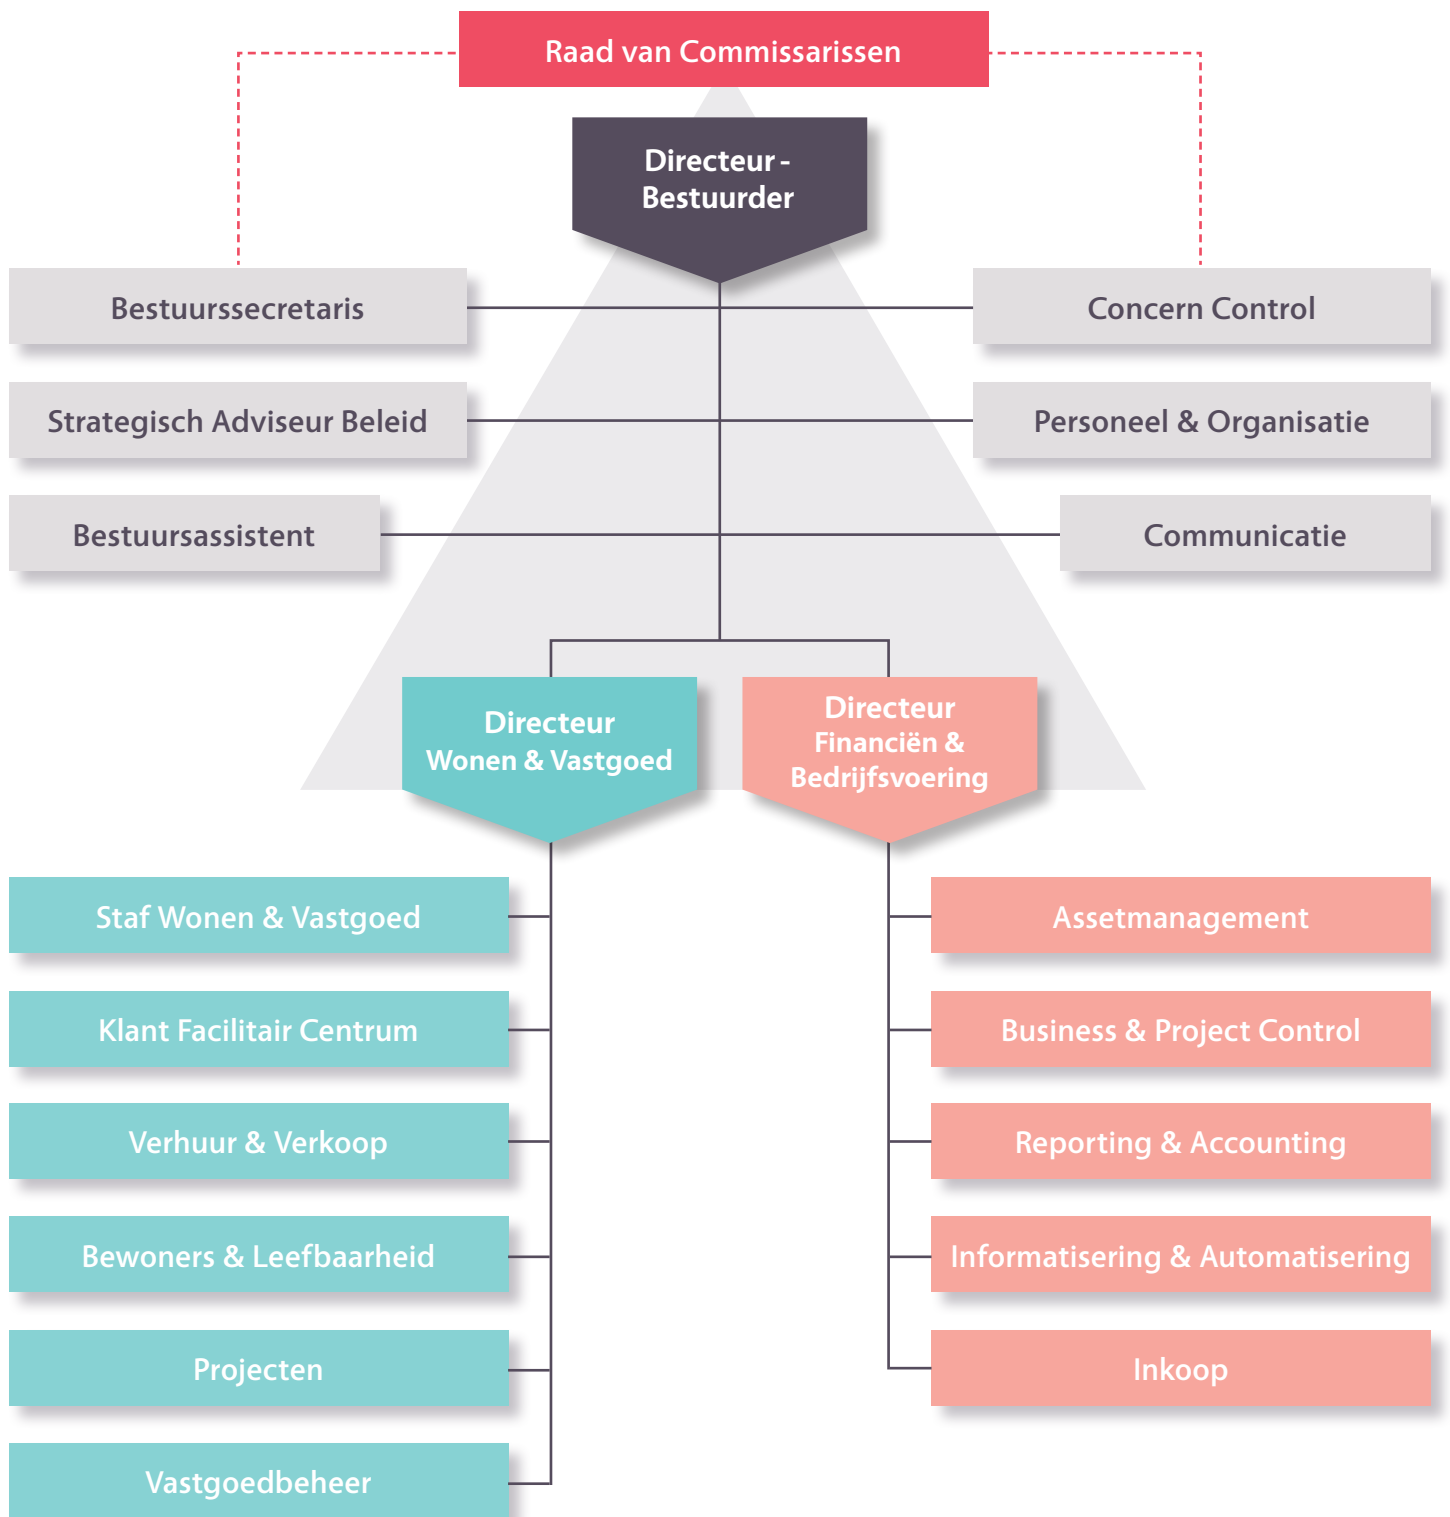 Raad van Commissarissen
Directeur -
Bestuurder
Bestuurssecretaris
Concern Control
Strategisch Adviseur Beleid
Personeel & Organisatie
Bestuursassistent
Communicatie
Directeur
Wonen & Vastgoed
Directeur
Financiën &
Bedrijfsvoering
Staf Wonen & Vastgoed
Klant Facilitair Centrum
Verhuur & Verkoop
Bewoners & Leefbaarheid
Projecten
Vastgoedbeheer
Assetmanagement
Business & Project Control
Reporting & Accounting
Informatisering & Automatisering
Inkoop